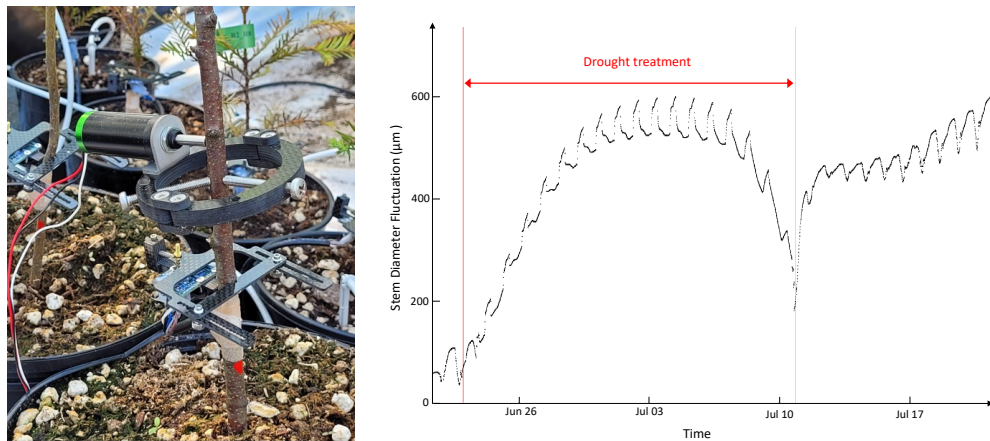 Drought treatment
Stem Diameter Fluctuation (µm)
600
400
200
0
Jun 26
Jul 03
Jul 10
Jul 17
Time